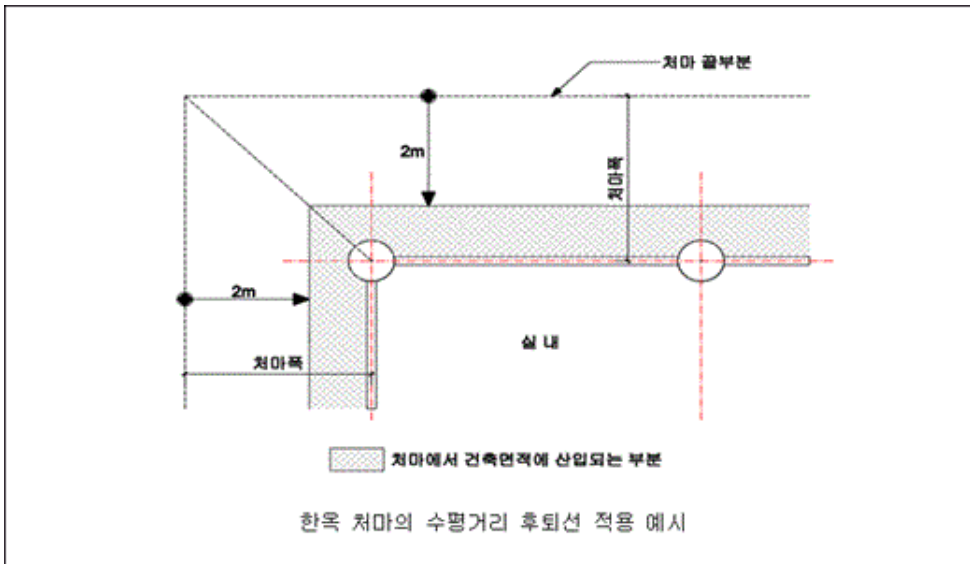 처마 끝부분
2m
처마폭
2m
처마폭
실 내
처마에서 건축면적에 산입되는 부분
한옥 처마의 수평거리 후퇴선 적용 예시